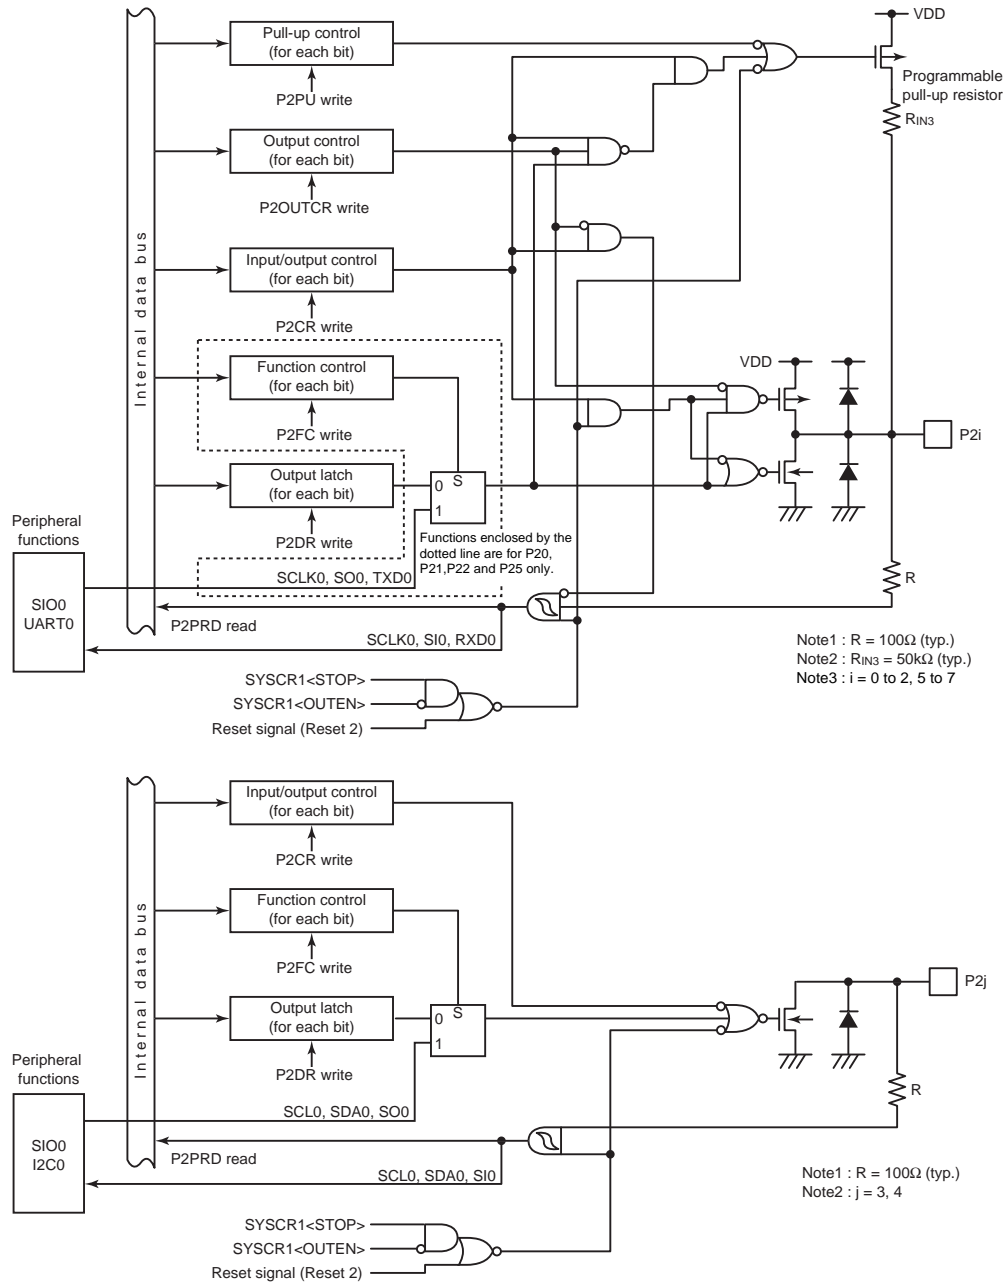 VDD
Pull-up control
(for each bit)
P2PU write
Programmable
pull-up resistor
RIN3
Output control
(for each bit)
P2OUTCR write
Internal data bus
Input/output control
(for each bit)
P2CR write
Function control
(for each bit)
P2FC write
VDD
P2i
Output latch
(for each bit)
P2DR write
0
S
1
Functions enclosed by the
dotted line are for P20,
P21,P22 and P25 only.
Peripheral
functions
SIO0
UART0
SCLK0, SO0, TXD0
R
P2PRD read
SCLK0, SI0, RXD0
Note1 : R = 100Ω (typ.)
Note2 : RIN3 = 50kΩ (typ.)
Note3 : i = 0 to 2, 5 to 7
SYSCR1<STOP>
SYSCR1<OUTEN>
Reset signal (Reset 2)
Input/output control
(for each bit)
P2CR write
Internal data bus
Function control
(for each bit)
P2FC write
P2j
Output latch
(for each bit)
P2DR write
0
S
1
Peripheral
functions
SIO0
I2C0
SCL0, SDA0, SO0
R
P2PRD read
SCL0, SDA0, SI0
Note1 : R = 100Ω (typ.)
Note2 : j = 3, 4
SYSCR1<STOP>
SYSCR1<OUTEN>
Reset signal (Reset 2)